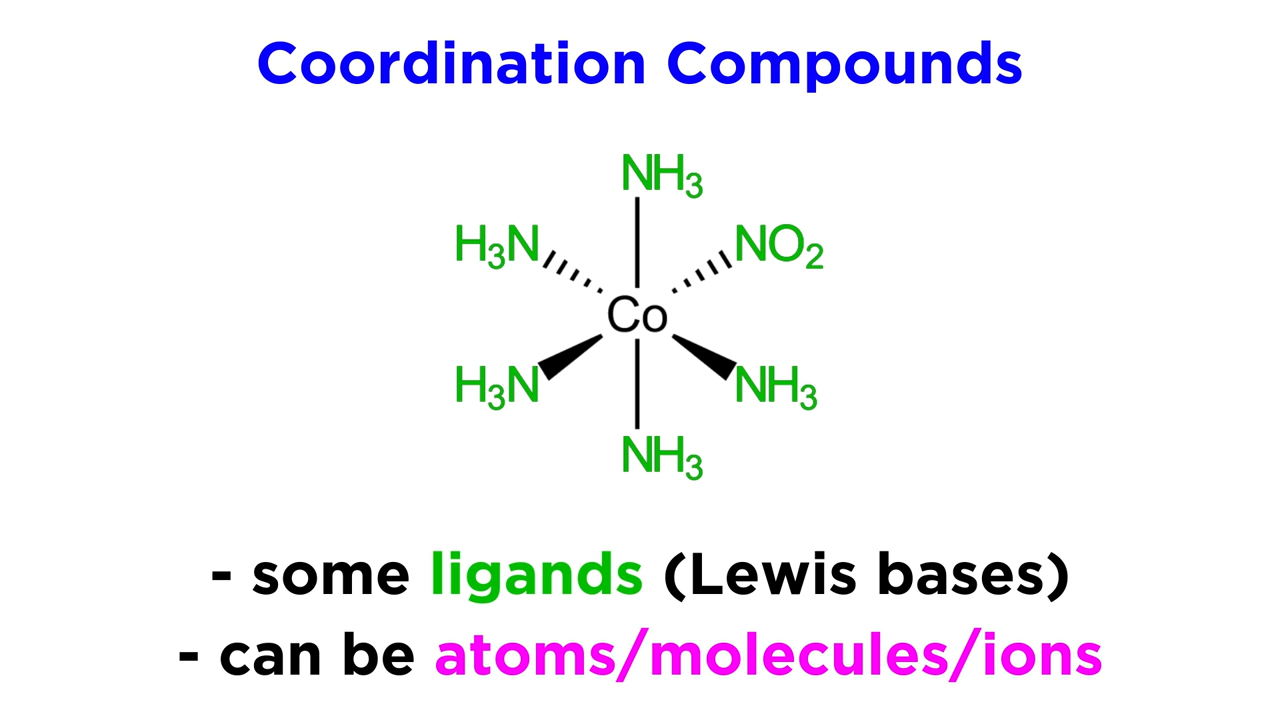 Coordination Compounds
NH₃
H₃N NO₂
Co
H₃N NH₃
NH₃
- some ligands (Lewis bases)
- can be atoms/molecules/ions